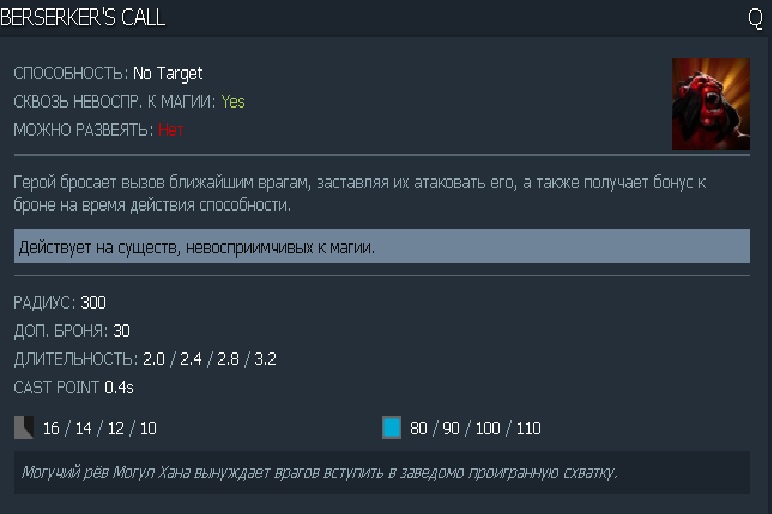 BERSERKER'S CALL Q
СПОСОБНОСТЬ: No Target
СКВОЗЬ НЕВОСПР. К МАГИИ: Yes
МОЖНО РАЗВЕЯТЬ: Нет
Герой бросает вызов ближайшим врагам, заставляя их атаковать его, а также получает бонус к
броне на время действия способности.
Действует на существ, невосприимчивых к магии.
РАДИУС: 300
ДОП. БРОНЯ: 30
ДЛИТЕЛЬНОСТЬ: 2.0 / 2.4 / 2.8 / 3.2
CAST POINT 0.4s
16 / 14 / 12 / 10 80 / 90 / 100 / 110
Могучий рёв Могул Хана вынуждает врагов вступить в заведомо проигранную схватку.